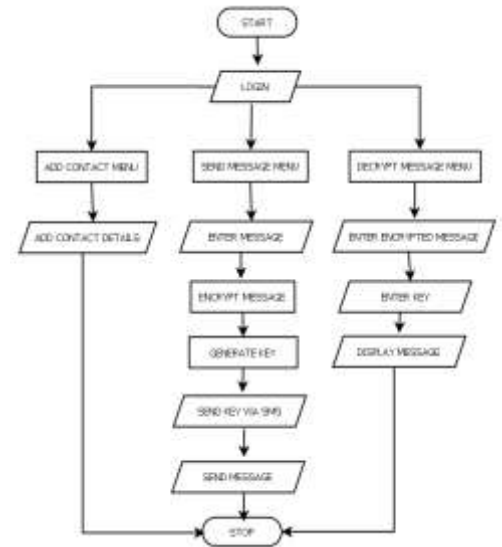 START
LOGIN
ADD CONTACT MENU
SEND MESSAGE MENU
DECRYPT MESSAGE MENU
ADD CONTACT DETAILS
ENTER MESSAGE
ENTER ENCRYPTED MESSAGE
ENCRYPT MESSAGE
ENTER KEY
GENERATE KEY
DISPLAY MESSAGE
SEND KEY VIA SMS
SEND MESSAGE
STOP